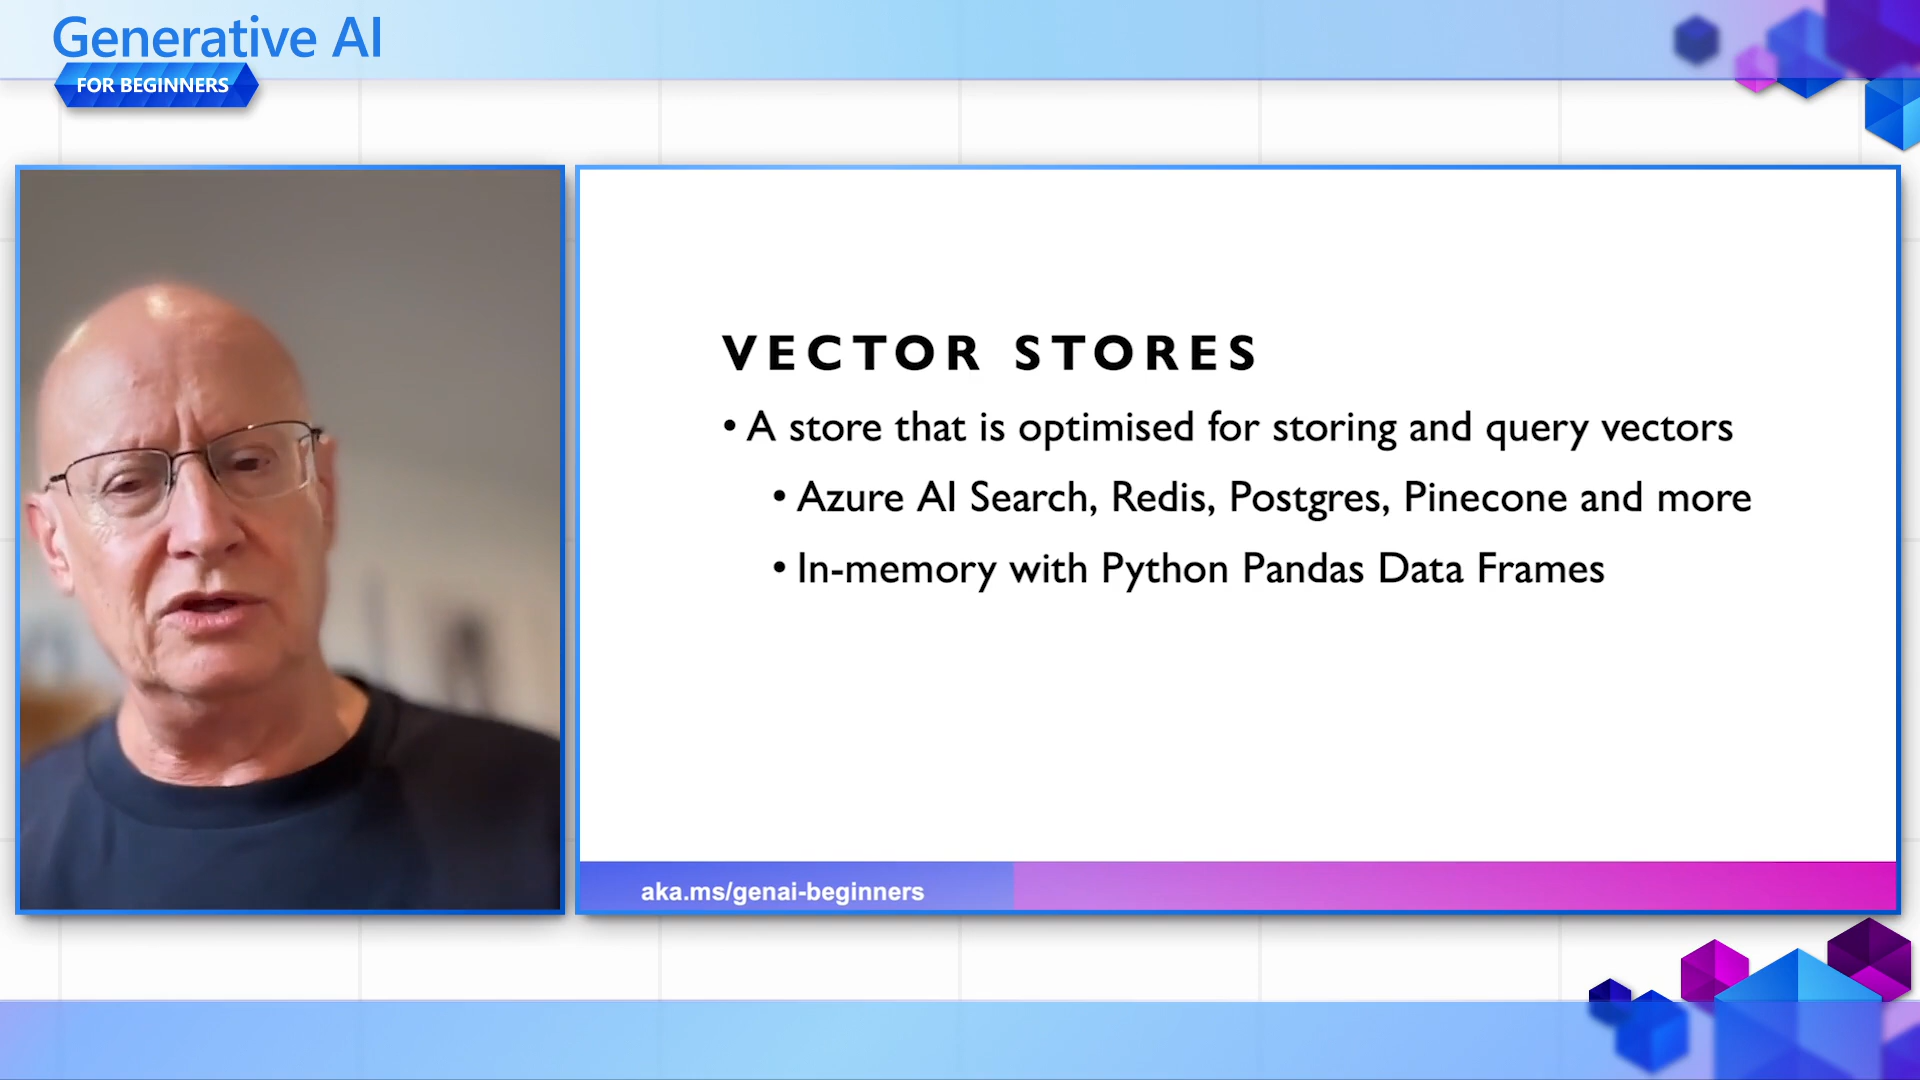 Generative AI
FOR BEGINNERS
VECTOR STORES
• A store that is optimised for storing and query vectors
• Azure AI Search, Redis, Postgres, Pinecone and more
• In-memory with Python Pandas Data Frames
aka.ms/genai-beginners